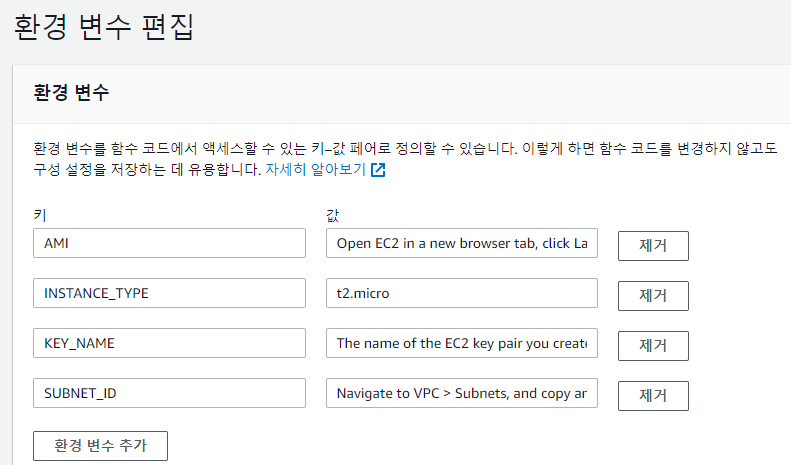 환경 변수 편집
환경 변수
환경 변수를 함수 코드에서 액세스할 수 있는 키-값 페어로 정의할 수 있습니다. 이렇게 하면 함수 코드를 변경하지 않고도
구성 설정을 저장하는 데 유용합니다. 자세히 알아보기
키 값
AMI Open EC2 in a new browser tab, click La 제거
INSTANCE_TYPE t2.micro 제거
KEY_NAME The name of the EC2 key pair you create 제거
SUBNET_ID Navigate to VPC > Subnets, and copy an 제거
환경 변수 추가